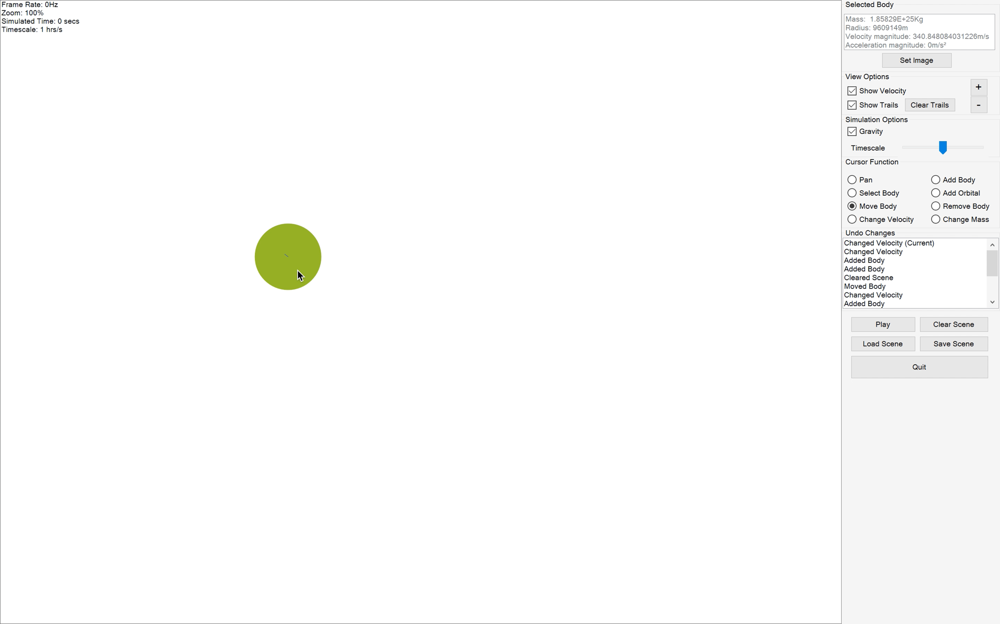 Frame Rate: 0Hz
Zoom: 100%
Simulated Time: 0 secs
Timescale: 1 hrs/s
Selected Body
Mass:  1.85829E+25Kg
Radius: 9609149m
Velocity magnitude: 340.848084031226m/s
Acceleration magnitude: 0m/s²
Set Image
View Options
+
Show Velocity
Show Trails Clear Trails -
Simulation Options
Gravity
Timescale
Cursor Function
Pan Add Body
Select Body Add Orbital
Move Body Remove Body
Change Velocity Change Mass
Undo Changes
Changed Velocity (Current)
Changed Velocity
Added Body
Added Body
Cleared Scene
Moved Body
Changed Velocity
Added Body
Play Clear Scene
Load Scene Save Scene
Quit